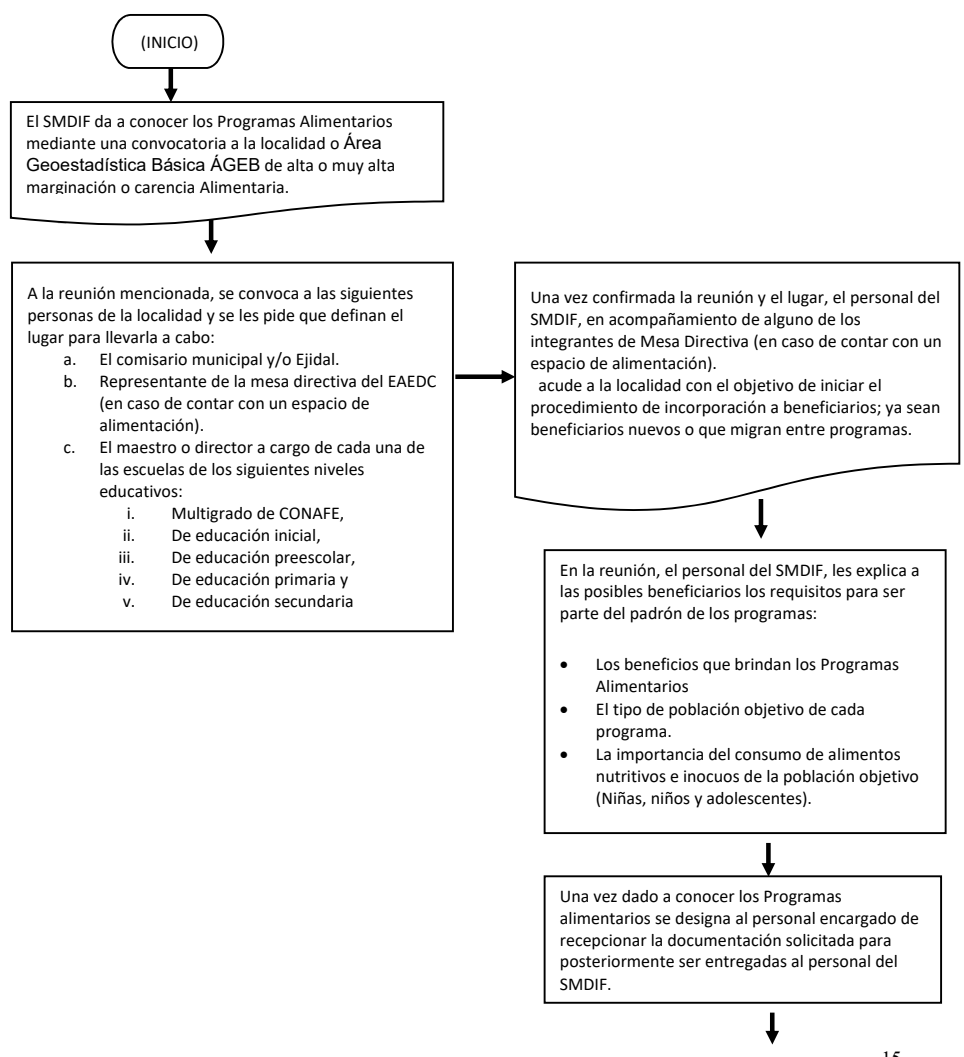 (INICIO)
El SMDIF da a conocer los Programas Alimentarios
mediante una convocatoria a la localidad o Área
Geoestadística Básica ÁGEB de alta o muy alta
marginación o carencia Alimentaria.
A la reunión mencionada, se convoca a las siguientes
personas de la localidad y se les pide que definan el
lugar para llevarla a cabo:
a. El comisario municipal y/o Ejidal.
b. Representante de la mesa directiva del EAEDC
(en caso de contar con un espacio de
alimentación).
c. El maestro o director a cargo de cada una de
las escuelas de los siguientes niveles
educativos:
i. Multigrado de CONAFE,
ii. De educación inicial,
iii. De educación preescolar,
iv. De educación primaria y
v. De educación secundaria
Una vez confirmada la reunión y el lugar, el personal del
SMDIF, en acompañamiento de alguno de los
integrantes de Mesa Directiva (en caso de contar con un
espacio de alimentación).
acude a la localidad con el objetivo de iniciar el
procedimiento de incorporación a beneficiarios; ya sean
beneficiarios nuevos o que migran entre programas.
En la reunión, el personal del SMDIF, les explica a
las posibles beneficiarios los requisitos para ser
parte del padrón de los programas:
• Los beneficios que brindan los Programas
Alimentarios
• El tipo de población objetivo de cada
programa.
• La importancia del consumo de alimentos
nutritivos e inocuos de la población objetivo
(Niñas, niños y adolescentes).
Una vez dado a conocer los Programas
alimentarios se designa al personal encargado de
recepcionar la documentación solicitada para
posteriormente ser entregadas al personal del
SMDIF.